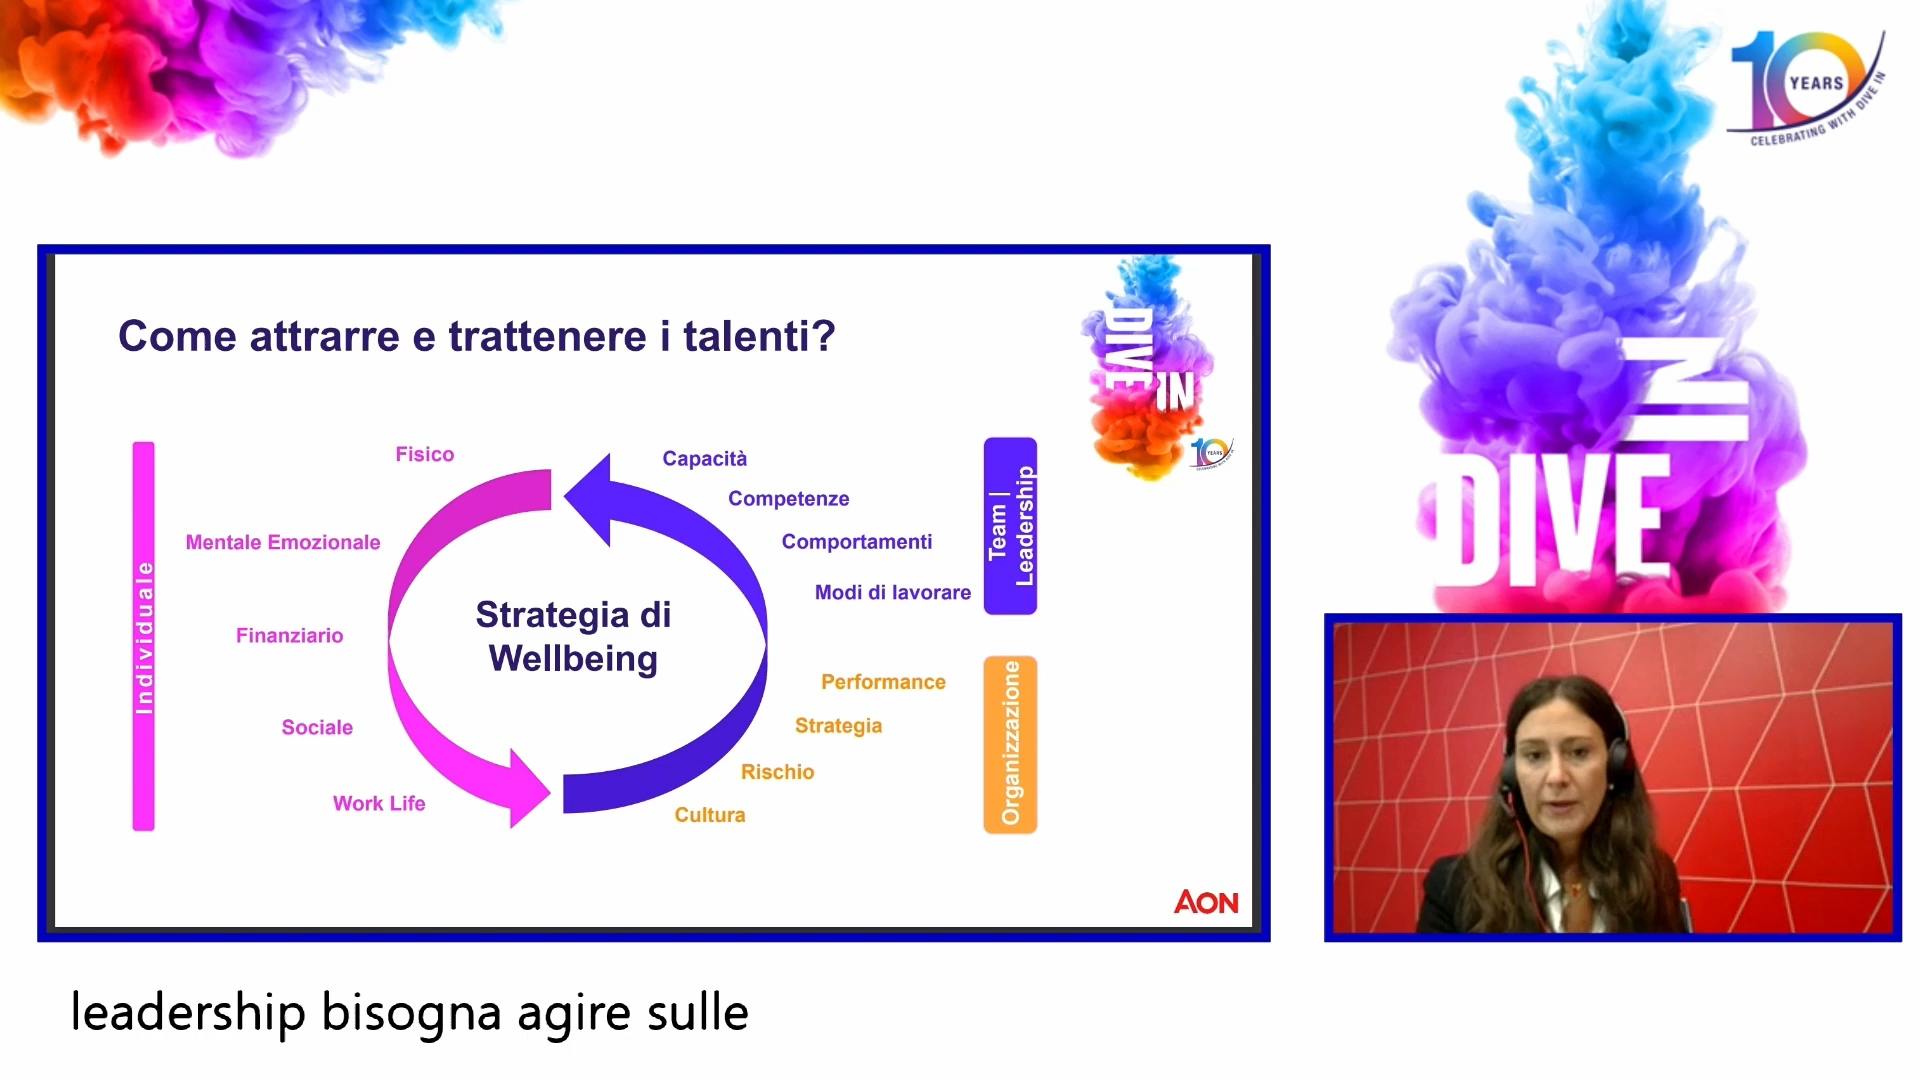 10
YEARS
CELEBRATING WITH DIVE IN
Come attrarre e trattenere i talenti?
DIVE
IN
10
YEARS
Individuale
Fisico
Mentale Emozionale
Finanziario
Sociale
Work Life
Strategia di
Wellbeing
Capacità
Competenze
Comportamenti
Modi di lavorare
Team |
Leadership
Performance
Strategia
Rischio
Cultura
Organizzazione
AON
IN
DIVE
leadership bisogna agire sulle